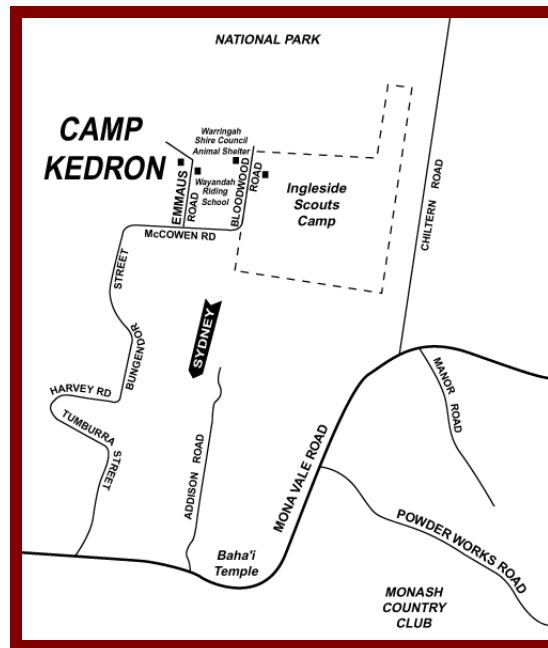 NATIONAL PARK
CAMP
KEDRON
Warringah
Shire Council
Animal Shelter
Wayandah
Riding
School
EMMAUS
ROAD
BLOODWOOD
ROAD
Ingleside
Scouts
Camp
CHILTERN ROAD
McCOWEN RD
STREET
BUNGENDOR
SYDNEY
HARVEY RD
TUMBURRA
STREET
ADDISON ROAD
MONA VALE ROAD
MANOR
ROAD
POWDER WORKS ROAD
Baha'i
Temple
MONASH
COUNTRY
CLUB